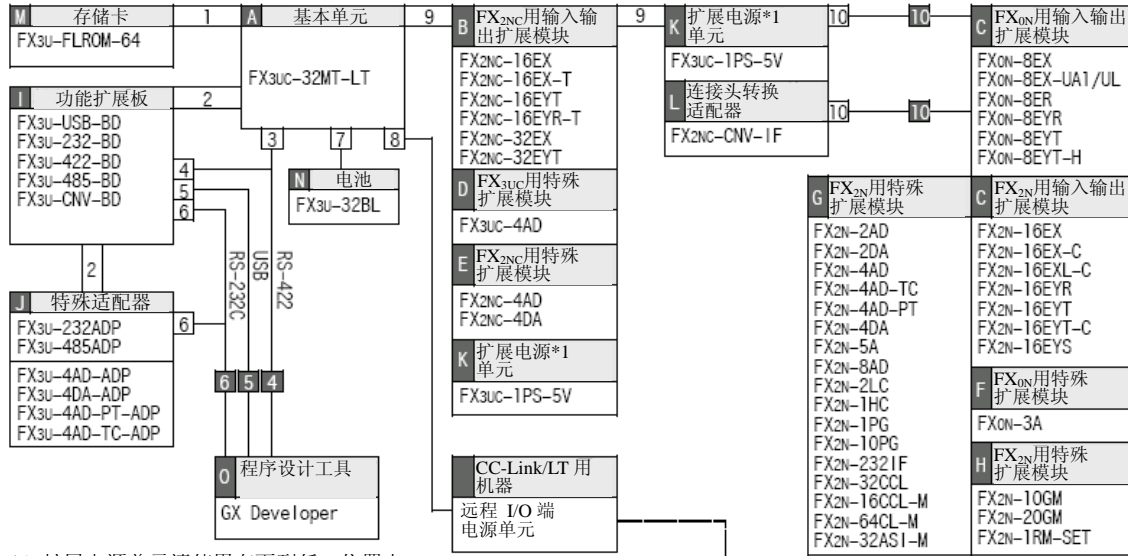 M 存储卡
FX3U-FLROM-64
1
A 基本单元
FX3UC-32MT-LT
9
B FX2NC用输入输
出扩展模块
FX2NC-16EX
FX2NC-16EX-T
FX2NC-16EYT
FX2NC-16EYR-T
FX2NC-32EX
FX2NC-32EYT
D FX3UC用特殊
扩展模块
FX3UC-4AD
E FX2NC用特殊
扩展模块
FX2NC-4AD
FX2NC-4DA
K 扩展电源*1
单元
FX3UC-1PS-5V
9
K 扩展电源*1
单元
FX3UC-1PS-5V
L 连接头转换
适配器
FX2NC-CNV-IF
10
10
10
10
C FX0N用输入输出
扩展模块
FX0N-8EX
FX0N-8EX-UA1/UL
FX0N-8ER
FX0N-8EYR
FX0N-8EYT
FX0N-8EYT-H
I 功能扩展板
FX3U-USB-BD
FX3U-232-BD
FX3U-422-BD
FX3U-485-BD
FX3U-CNV-BD
2
3
7
8
4
5
6
N 电池
FX3U-32BL
2
RS-232C
USB
RS-422
J 特殊适配器
FX3U-232ADP
FX3U-485ADP
FX3U-4AD-ADP
FX3U-4DA-ADP
FX3U-4AD-PT-ADP
FX3U-4AD-TC-ADP
6
6
5
4
O 程序设计工具
GX Developer
CC-Link/LT 用
机器
远程 I/O 端
电源单元
G FX2N用特殊
扩展模块
FX2N-2AD
FX2N-2DA
FX2N-4AD
FX2N-4AD-TC
FX2N-4AD-PT
FX2N-4DA
FX2N-5A
FX2N-8AD
FX2N-2LC
FX2N-1HC
FX2N-1PG
FX2N-10PG
FX2N-232IF
FX2N-32CCL
FX2N-16CCL-M
FX2N-64CL-M
FX2N-32ASI-M
C FX2N用输入输出
扩展模块
FX2N-16EX
FX2N-16EX-C
FX2N-16EXL-C
FX2N-16EYR
FX2N-16EYT
FX2N-16EYT-C
FX2N-16EYS
F FX0N用特殊
扩展模块
FX0N-3A
H FX2N用特殊
扩展模块
FX2N-10GM
FX2N-20GM
FX2N-1RM-SET